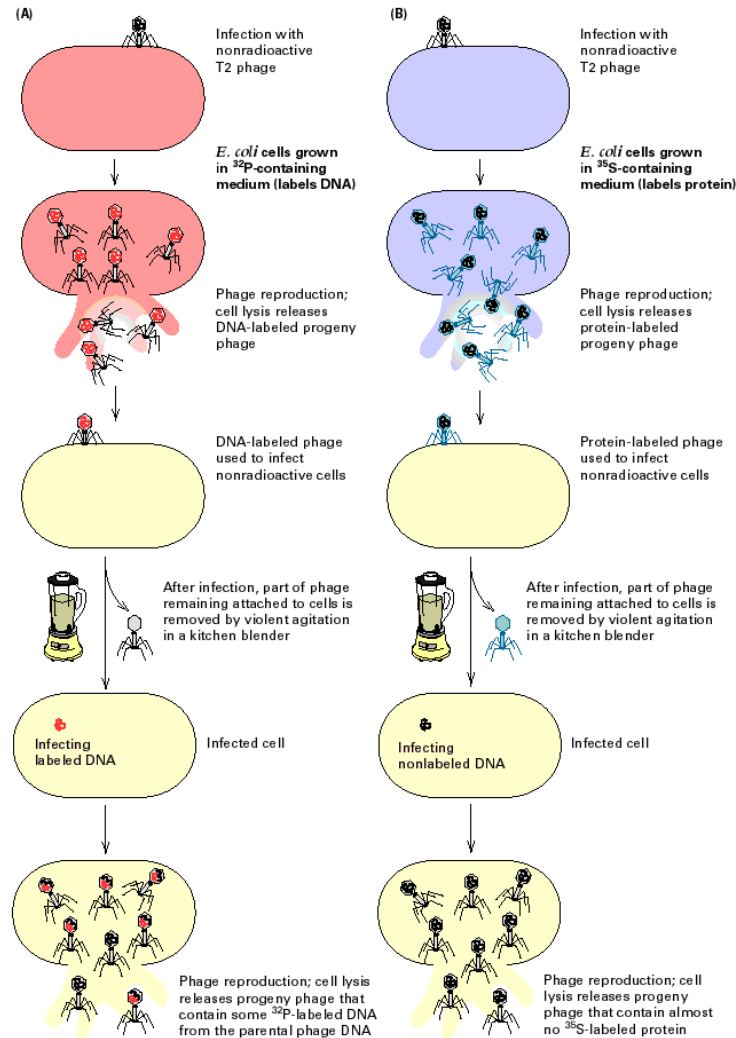 (A)
Infection with
nonradioactive
T2 phage
E. coli cells grown
in ³²P-containing
medium (labels DNA)
Phage reproduction;
cell lysis releases
DNA-labeled progeny
phage
DNA-labeled phage
used to infect
nonradioactive cells
After infection, part of phage
remaining attached to cells is
removed by violent agitation
in a kitchen blender
Infecting
labeled DNA
Infected cell
Phage reproduction; cell lysis
releases progeny phage that
contain some ³²P-labeled DNA
from the parental phage DNA
(B)
Infection with
nonradioactive
T2 phage
E. coli cells grown
in ³⁵S-containing
medium (labels protein)
Phage reproduction;
cell lysis releases
protein-labeled
progeny phage
Protein-labeled phage
used to infect
nonradioactive cells
After infection, part of phage
remaining attached to cells is
removed by violent agitation
in a kitchen blender
Infecting
nonlabeled DNA
Infected cell
Phage reproduction; cell
lysis releases progeny
phage that contain almost
no ³⁵S-labeled protein